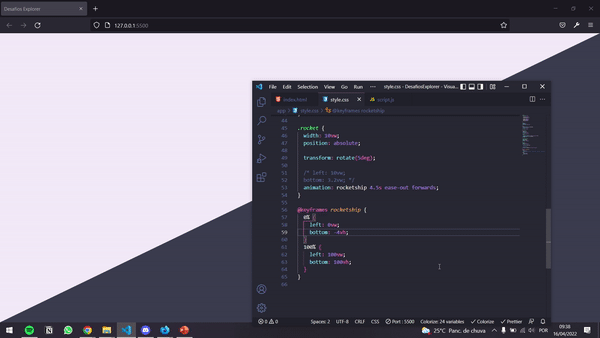 Desafios Explorer
127.0.0.1:5500
File Edit Selection View Go Run ··· style.css - DesafiosExplorer - Visua...
index.html style.css script.js
app > style.css > @keyframes rocketship
44
45 .rocket {
46 width: 10vw;
47 position: absolute;
48
49 transform: rotate(5deg);
50
51 /* left: 10vw;
52 bottom: 3.2vw; */
53 animation: rocketship 4.5s ease-out forwards;
54 }
55
56 @keyframes rocketship {
57 0% {
58 left: 0vw;
59 bottom: -4vh;
60 }
61 100% {
62 left: 100vw;
63 bottom: 100vh;
64 }
65 }
66
0 0 Spaces: 2 UTF-8 CRLF CSS Port : 5500 Colorize: 24 variables Colorize Prettier
25°C Panc. de chuva POR 09:38
16/04/2022